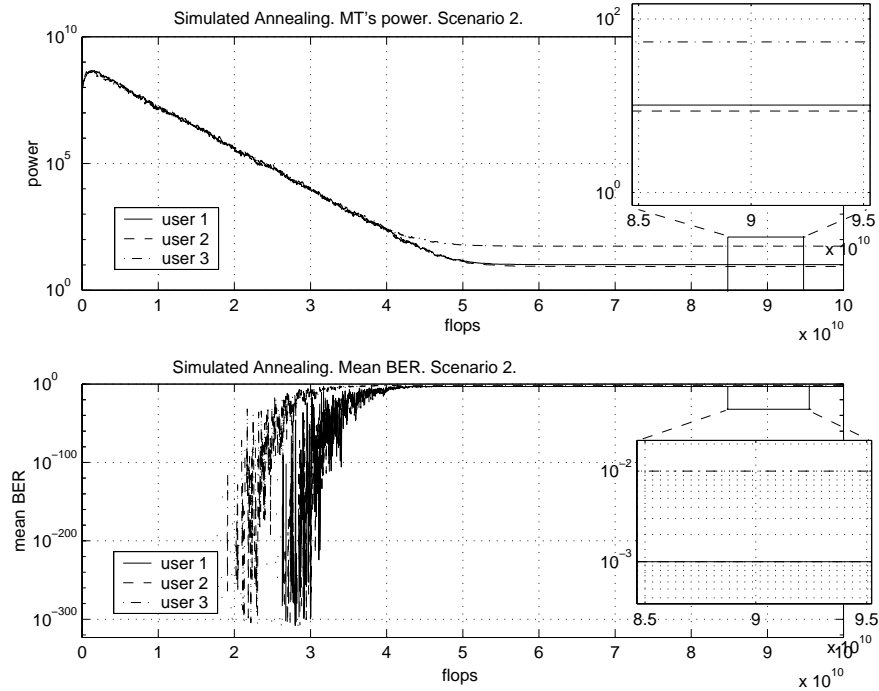 Simulated Annealing. MT's power. Scenario 2.
10^10
10^5
10^0
power
user 1
user 2
user 3
0 1 2 3 4 5 6 7 8 9 10
flops
x 10^10
10^2
10^0
8.5 9 9.5
x 10^10
Simulated Annealing. Mean BER. Scenario 2.
10^0
10^-100
10^-200
10^-300
mean BER
user 1
user 2
user 3
0 1 2 3 4 5 6 7 8 9 10
flops
x 10^10
10^-2
10^-3
8.5 9 9.5
x 10^10